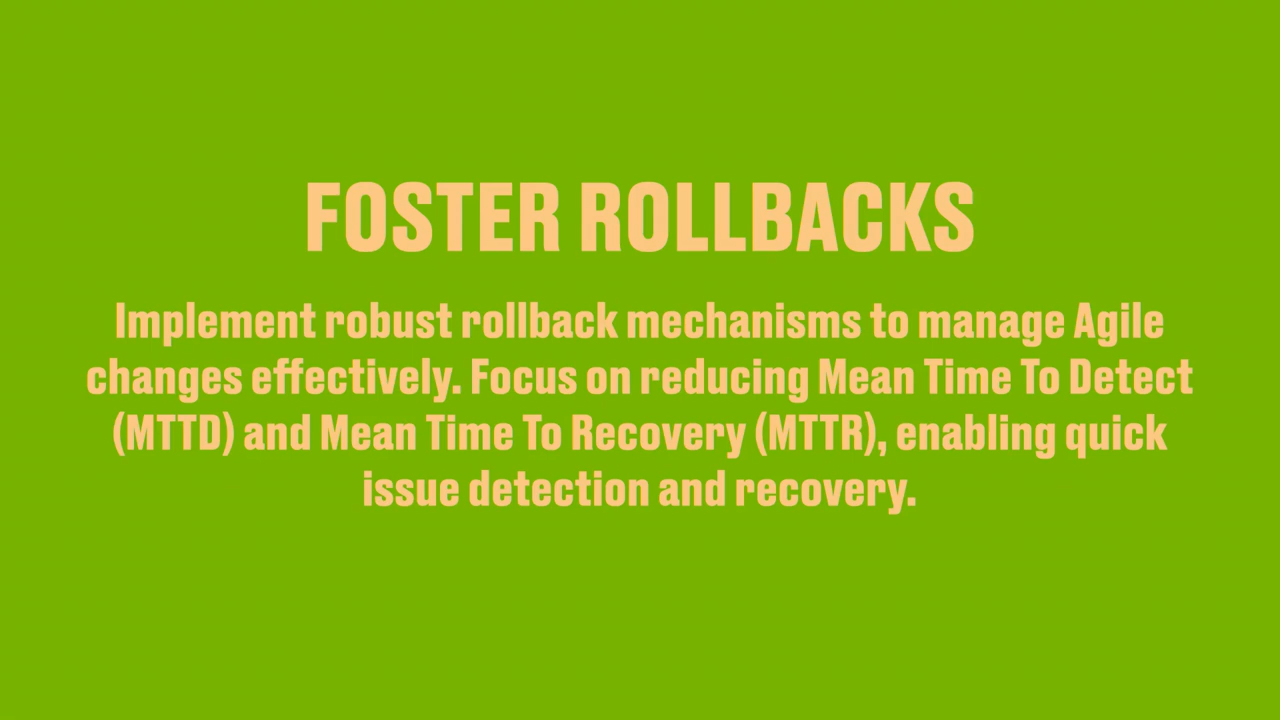 FOSTER ROLLBACKS
Implement robust rollback mechanisms to manage Agile
changes effectively. Focus on reducing Mean Time To Detect
(MTTD) and Mean Time To Recovery (MTTR), enabling quick
issue detection and recovery.